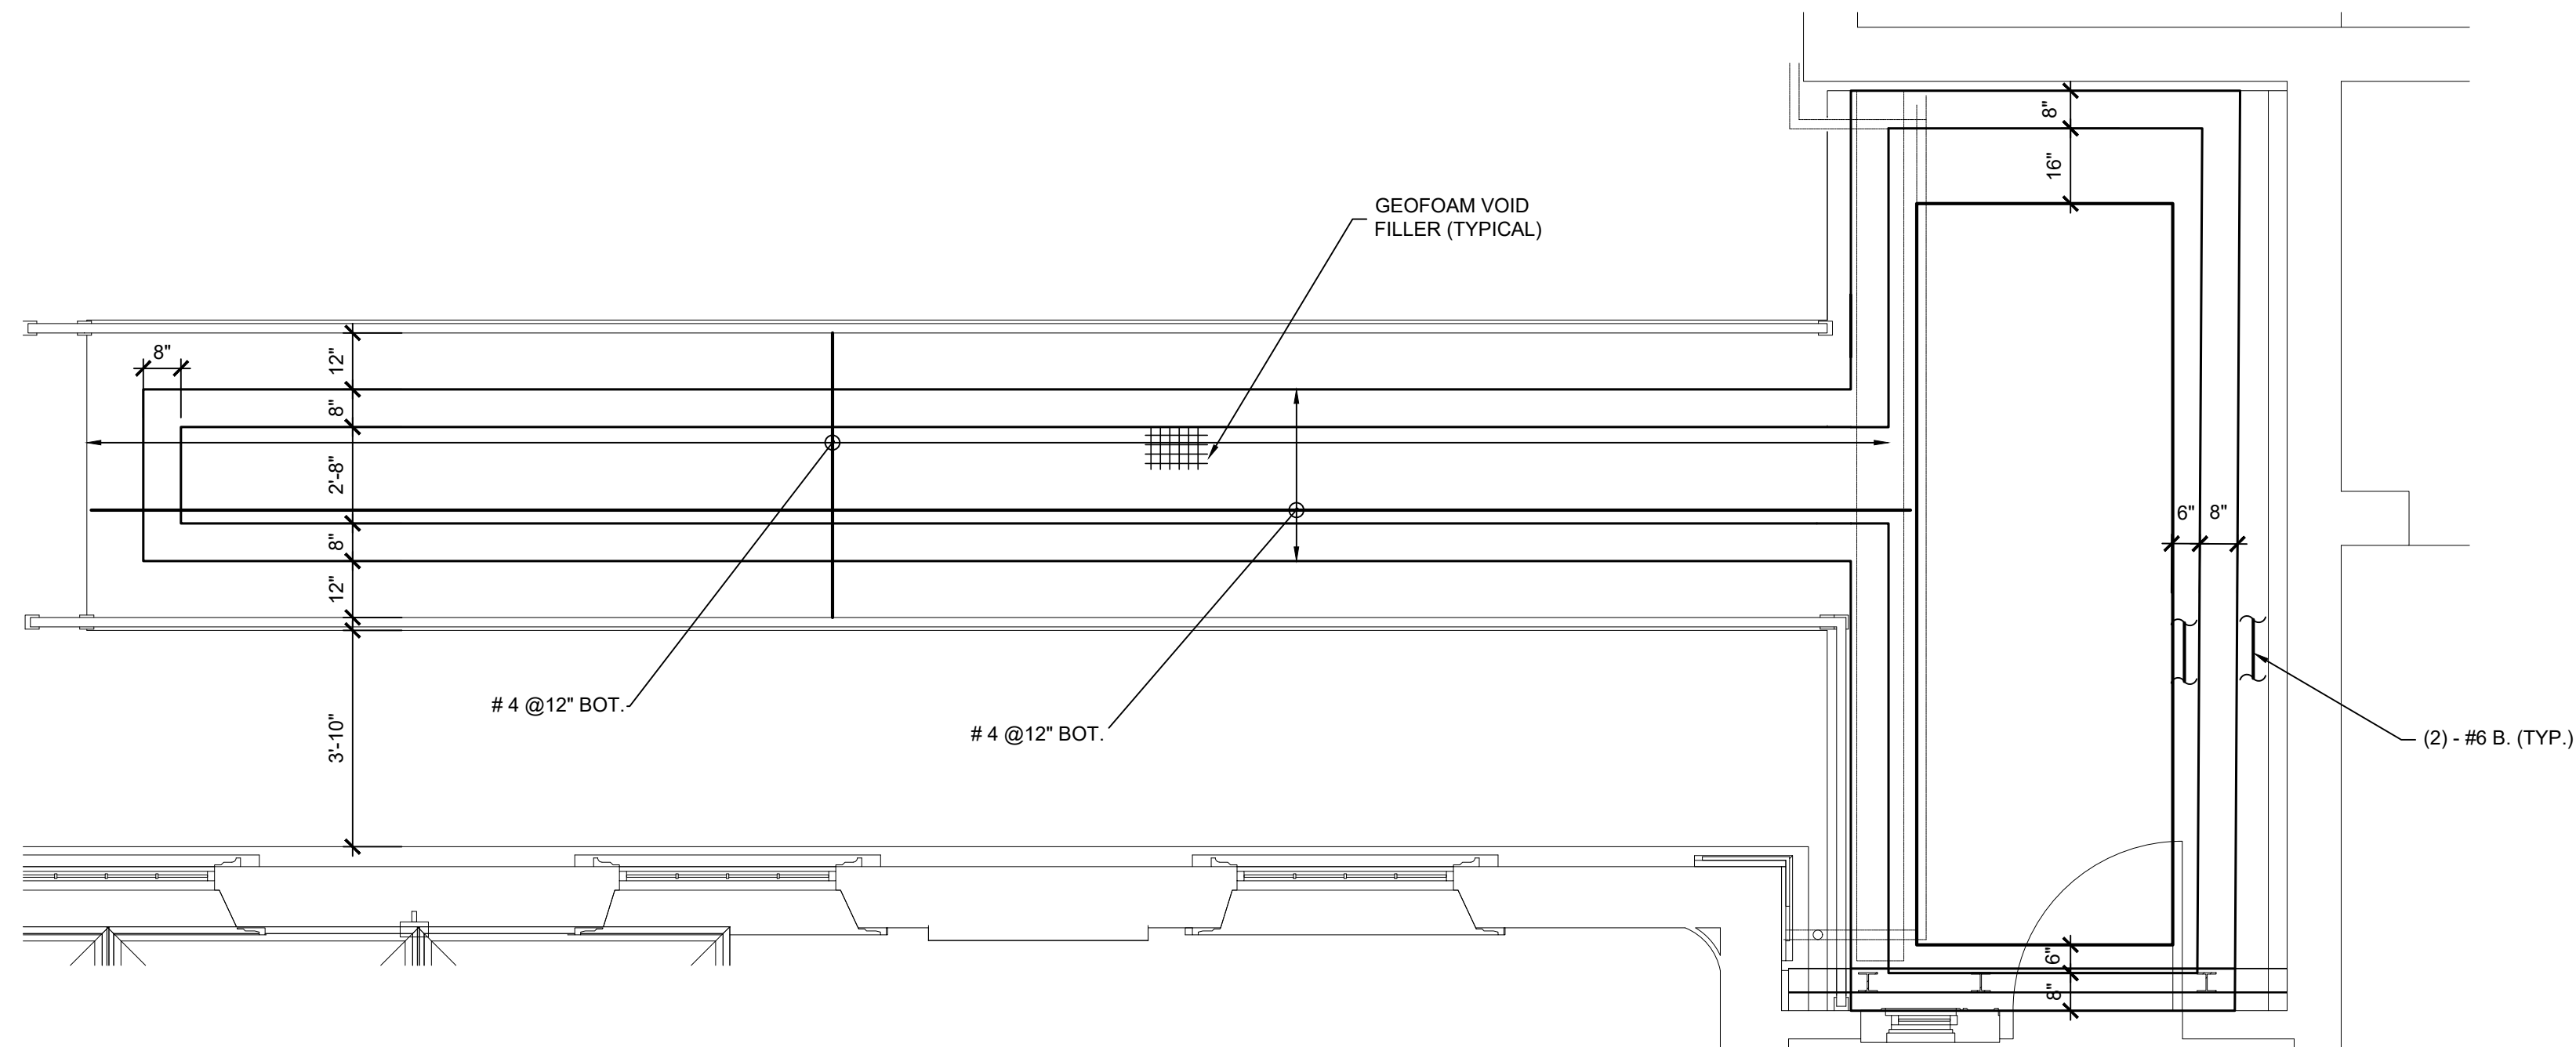 8"
16"
GEOFOAM VOID
FILLER (TYPICAL)
8"
12"
8"
2'-8"
8"
12"
6"
8"
# 4 @12" BOT.
# 4 @12" BOT.
3'-10"
(2) - #6 B. (TYP.)
6"
8"